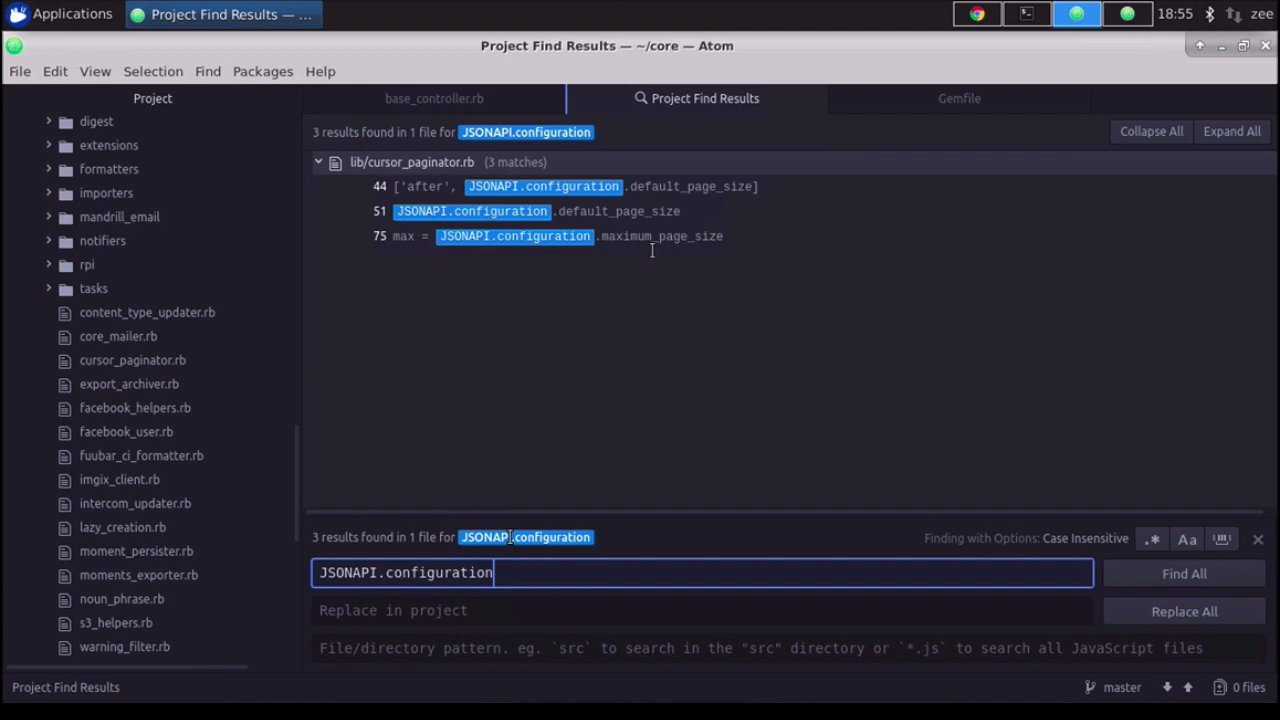 Applications
Project Find Results — ...
18:55
zee
Project Find Results — ~/core — Atom
File Edit View Selection Find Packages Help
Project
base_controller.rb
Project Find Results
Gemfile
digest
extensions
formatters
importers
mandrill_email
notifiers
rpi
tasks
content_type_updater.rb
core_mailer.rb
cursor_paginator.rb
export_archiver.rb
facebook_helpers.rb
facebook_user.rb
fuubar_ci_formatter.rb
imgix_client.rb
intercom_updater.rb
lazy_creation.rb
moment_persister.rb
moments_exporter.rb
noun_phrase.rb
s3_helpers.rb
warning_filter.rb
3 results found in 1 file for JSONAPI.configuration
Collapse All
Expand All
lib/cursor_paginator.rb (3 matches)
44 ['after', JSONAPI.configuration.default_page_size]
51 JSONAPI.configuration.default_page_size
75 max = JSONAPI.configuration.maximum_page_size
3 results found in 1 file for JSONAPI.configuration
Finding with Options: Case Insensitive
.*
Aa
JSONAPI.configuration
Find All
Replace in project
Replace All
File/directory pattern. eg. `src` to search in the "src" directory or `*.js` to search all JavaScript files
Project Find Results
master
0 files